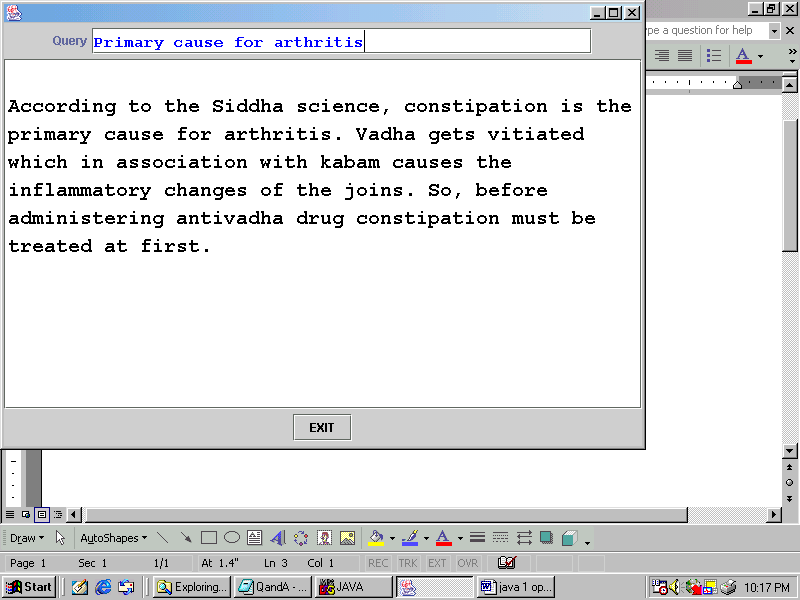 Query Primary cause for arthritis
According to the Siddha science, constipation is the
primary cause for arthritis. Vadha gets vitiated
which in association with kabam causes the
inflammatory changes of the joins. So, before
administering antivadha drug constipation must be
treated at first.
EXIT
pe a question for help
Draw AutoShapes
Page 1 Sec 1 1/1 At 1.4" Ln 3 Col 1 REC TRK EXT OVR
Start Exploring... QandA - ... JAVA java 1 op... 10:17 PM